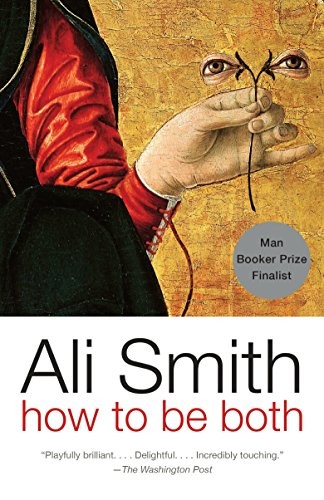 Man
Booker Prize
Finalist
Ali Smith
how to be both
“Playfully brilliant. . . . Delightful. . . . Incredibly touching.”
—The Washington Post